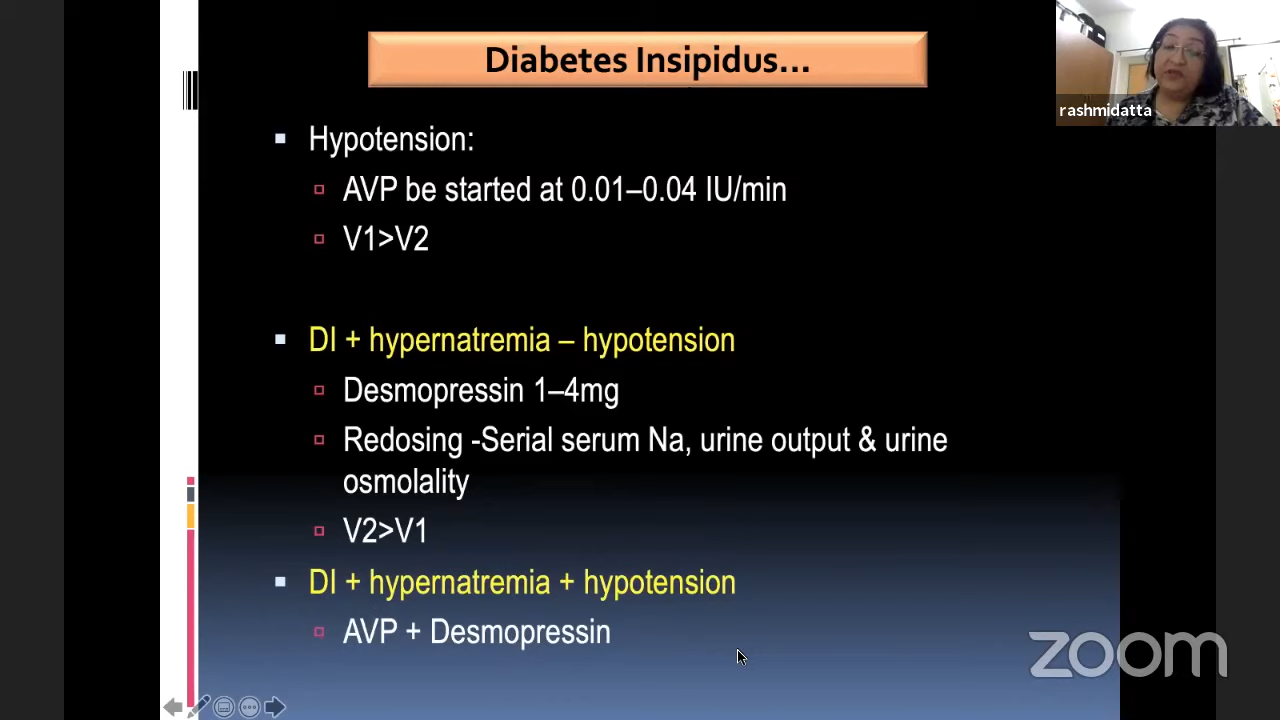 Diabetes Insipidus...
rashmidatta
Hypotension:
AVP be started at 0.01–0.04 IU/min
V1>V2
DI + hypernatremia – hypotension
Desmopressin 1–4mg
Redosing -Serial serum Na, urine output & urine
osmolality
V2>V1
DI + hypernatremia + hypotension
AVP + Desmopressin
zoom